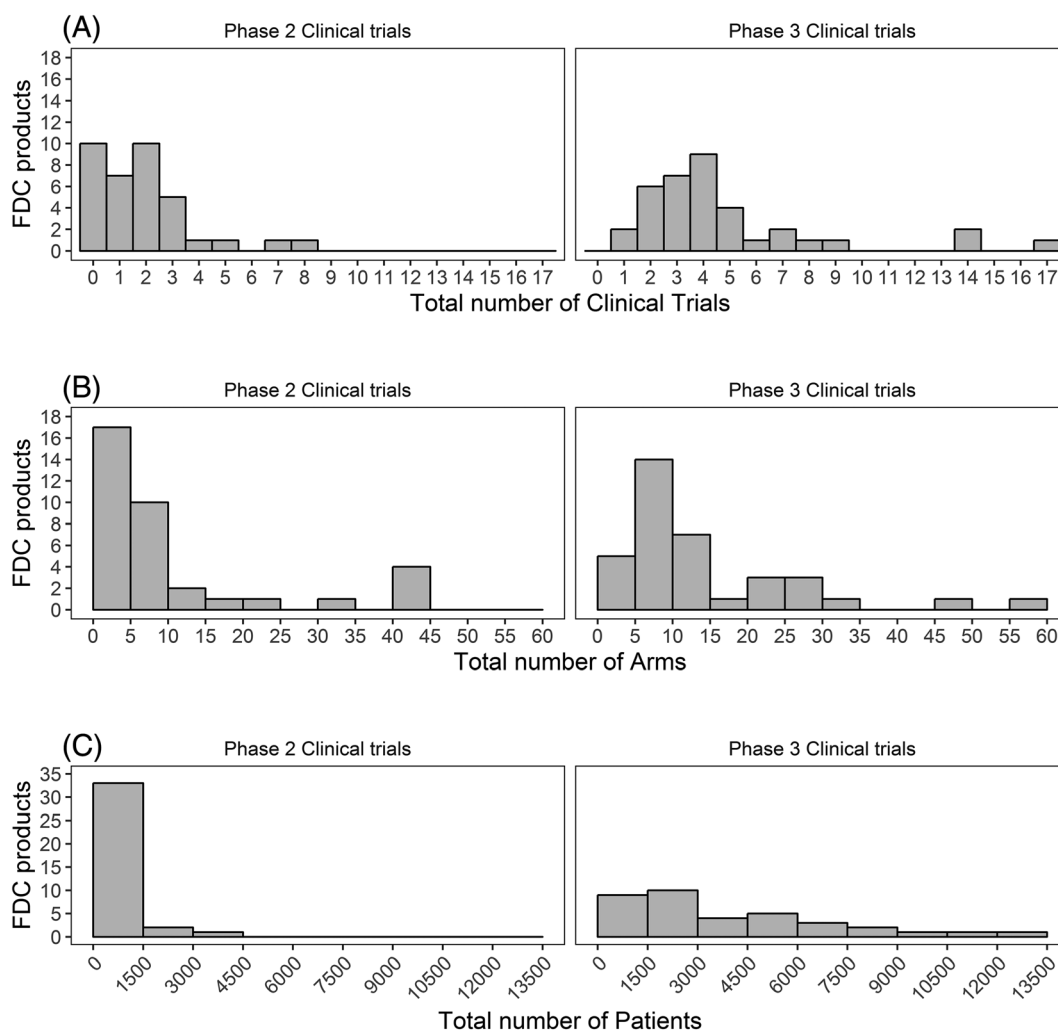 (A)
Phase 2 Clinical trials Phase 3 Clinical trials
FDC products
18
16
14
12
10
8
6
4
2
0
0 1 2 3 4 5 6 7 8 9 10 11 12 13 14 15 16 17 0 1 2 3 4 5 6 7 8 9 10 11 12 13 14 15 16 17
Total number of Clinical Trials
(B)
Phase 2 Clinical trials Phase 3 Clinical trials
FDC products
18
16
14
12
10
8
6
4
2
0
0 5 10 15 20 25 30 35 40 45 50 55 60 0 5 10 15 20 25 30 35 40 45 50 55 60
Total number of Arms
(C)
Phase 2 Clinical trials Phase 3 Clinical trials
FDC products
35
30
25
20
15
10
5
0
0 1500 3000 4500 6000 7500 9000 10500 12000 13500 0 1500 3000 4500 6000 7500 9000 10500 12000 13500
Total number of Patients